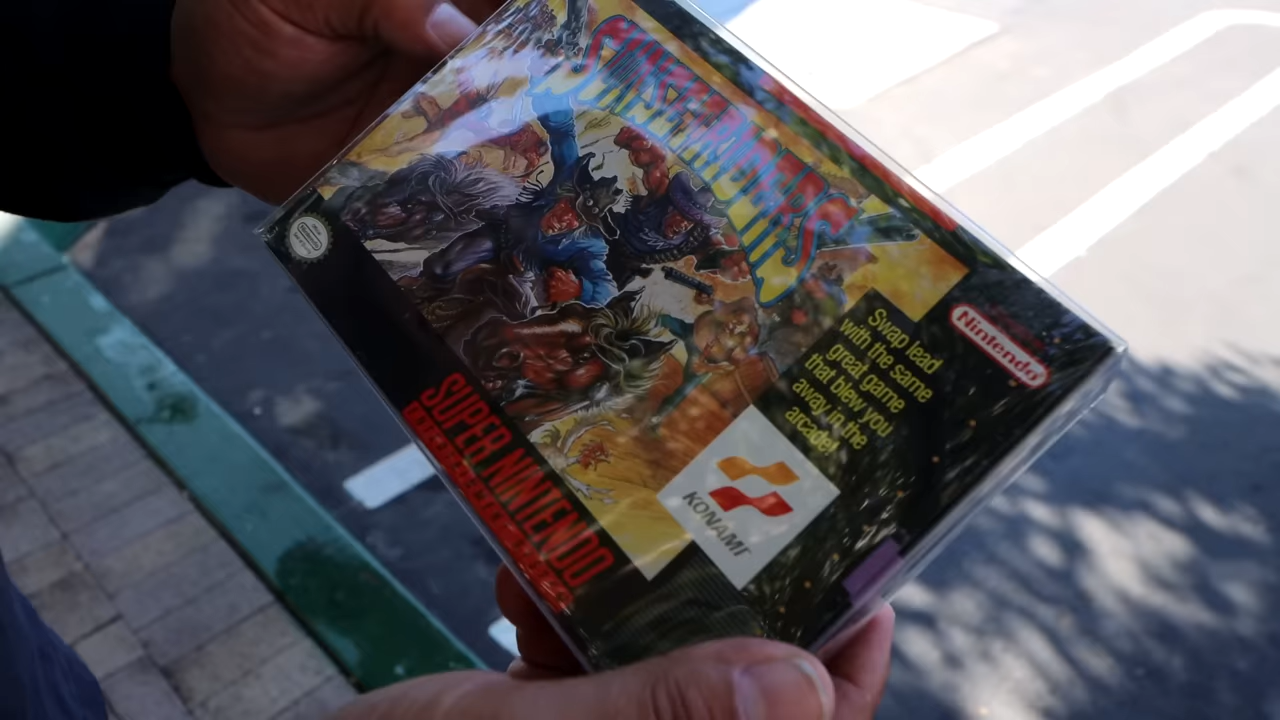 SUNSET RIDERS
Nintendo
Swap lead
with the same
great game
that blew you
away in the
arcade!
KONAMI
SUPER NINTENDO